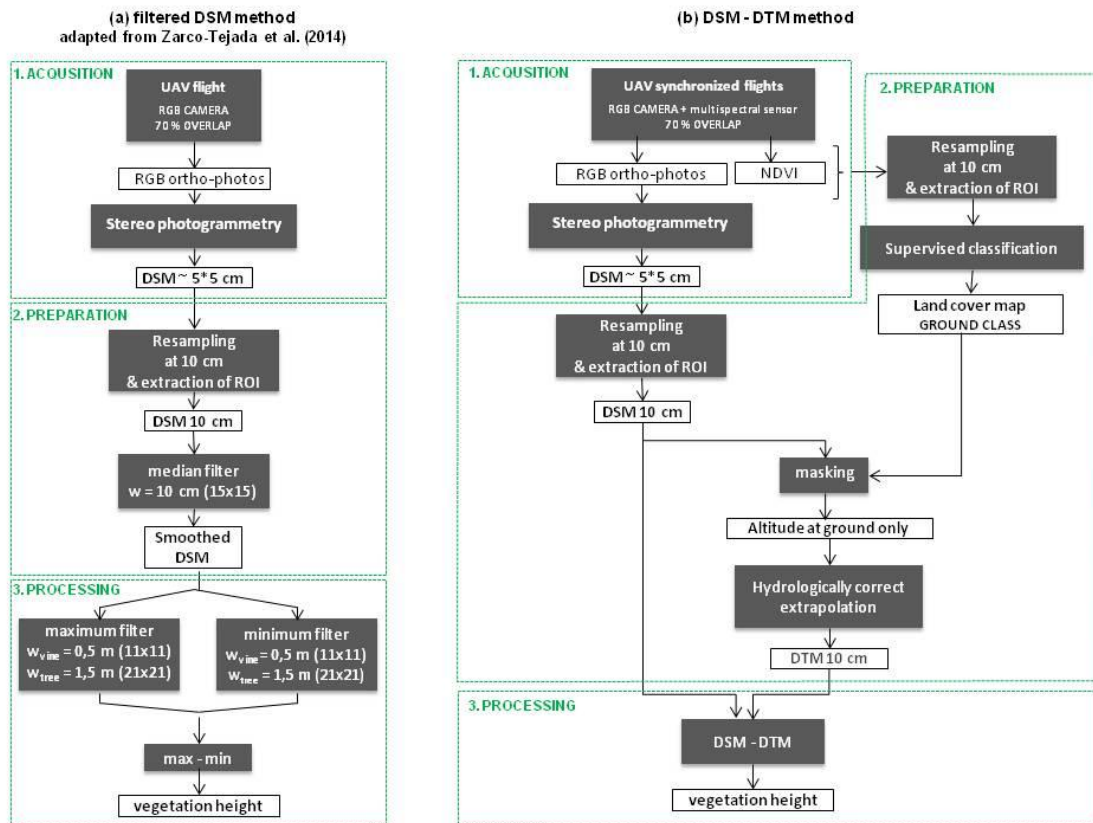 (a) filtered DSM method
adapted from Zarco-Tejada et al. (2014)
1. ACQUSITION
UAV flight
RGB CAMERA
70 % OVERLAP
RGB ortho-photos
Stereo photogrammetry
DSM ~ 5*5 cm
2. PREPARATION
Resampling
at 10 cm
& extraction of ROI
DSM 10 cm
median filter
w = 10 cm (15x15)
Smoothed
DSM
3. PROCESSING
maximum filter
wvine = 0,5 m (11x11)
wtree = 1,5 m (21x21)
minimum filter
wvine = 0,5 m (11x11)
wtree = 1,5 m (21x21)
max - min
vegetation height
(b) DSM - DTM method
1. ACQUSITION
UAV synchronized flights
RGB CAMERA + multispectral sensor
70 % OVERLAP
RGB ortho-photos
NDVI
Stereo photogrammetry
DSM ~ 5*5 cm
2. PREPARATION
Resampling
at 10 cm
& extraction of ROI
Supervised classification
Land cover map
GROUND CLASS
Resampling
at 10 cm
& extraction of ROI
DSM 10 cm
masking
Altitude at ground only
Hydrologically correct
extrapolation
DTM 10 cm
3. PROCESSING
DSM - DTM
vegetation height